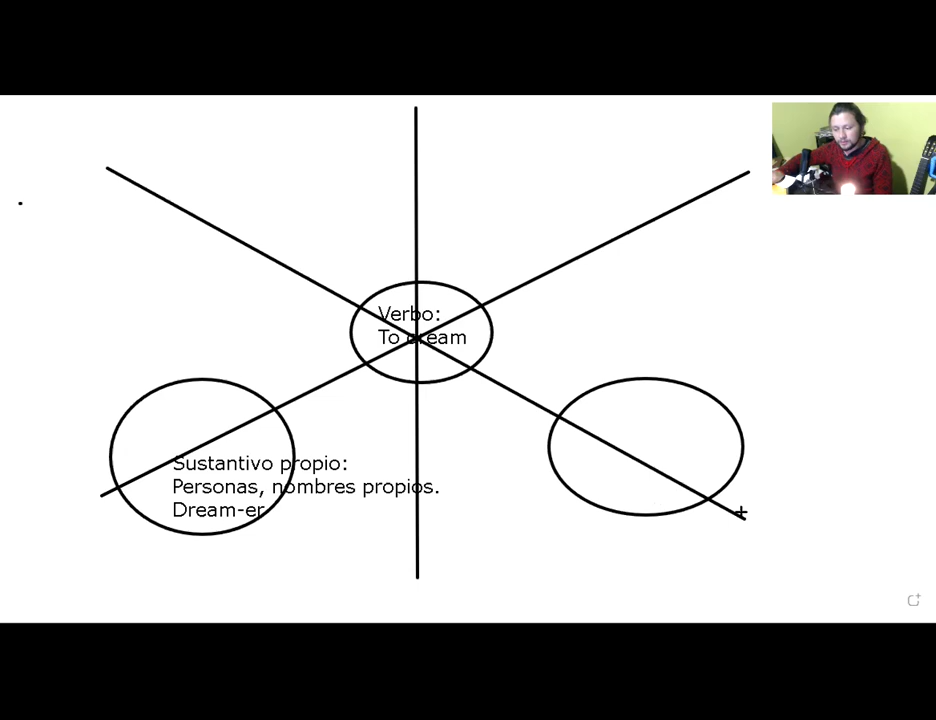 Verbo:
To dream
Sustantivo propio:
Personas, nombres propios.
Dream-er